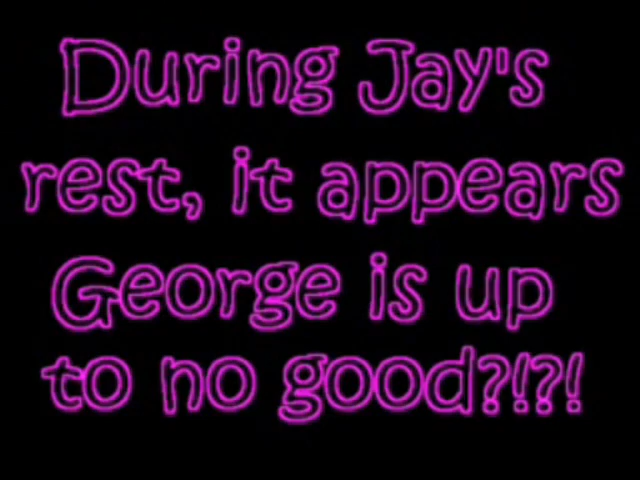 During Jay's
rest, it appears
George is up
to no good?!?!